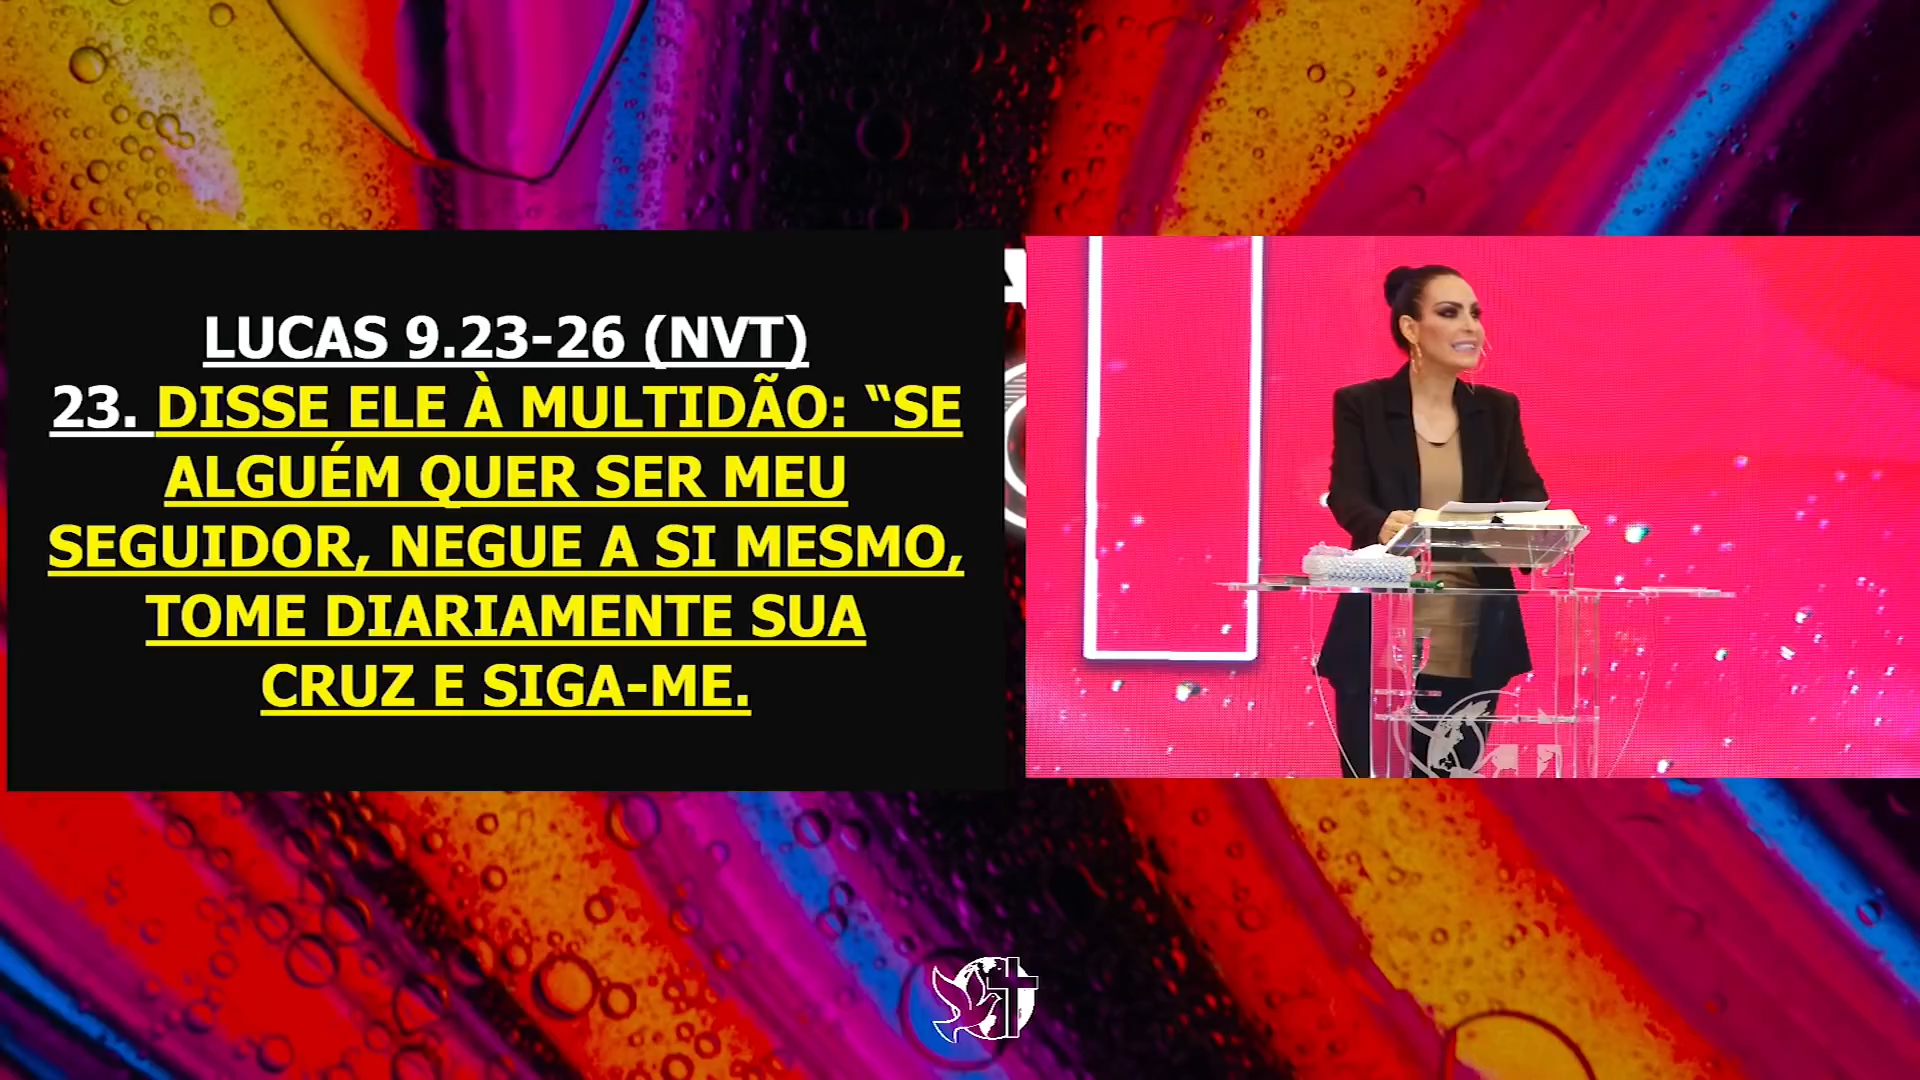 LUCAS 9.23-26 (NVT)
23. DISSE ELE À MULTIDÃO: “SE
ALGUÉM QUER SER MEU
SEGUIDOR, NEGUE A SI MESMO,
TOME DIARIAMENTE SUA
CRUZ E SIGA-ME.